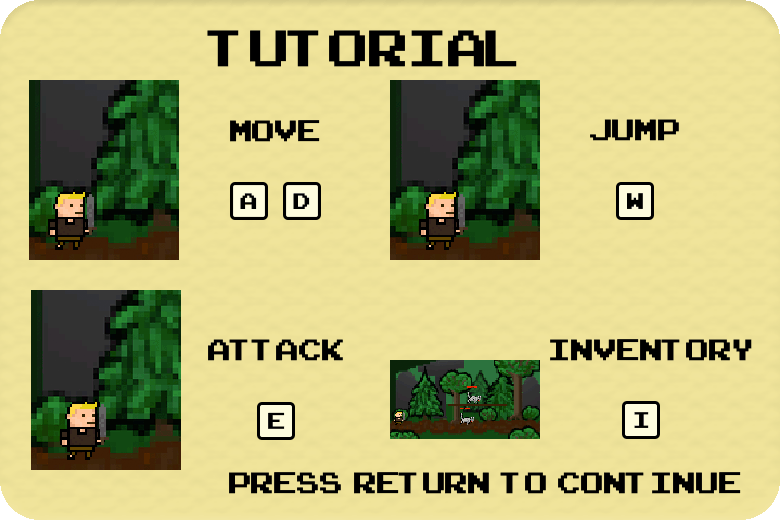 TUTORIAL
MOVE
A D
JUMP
W
ATTACK
E
INVENTORY
I
PRESS RETURN TO CONTINUE